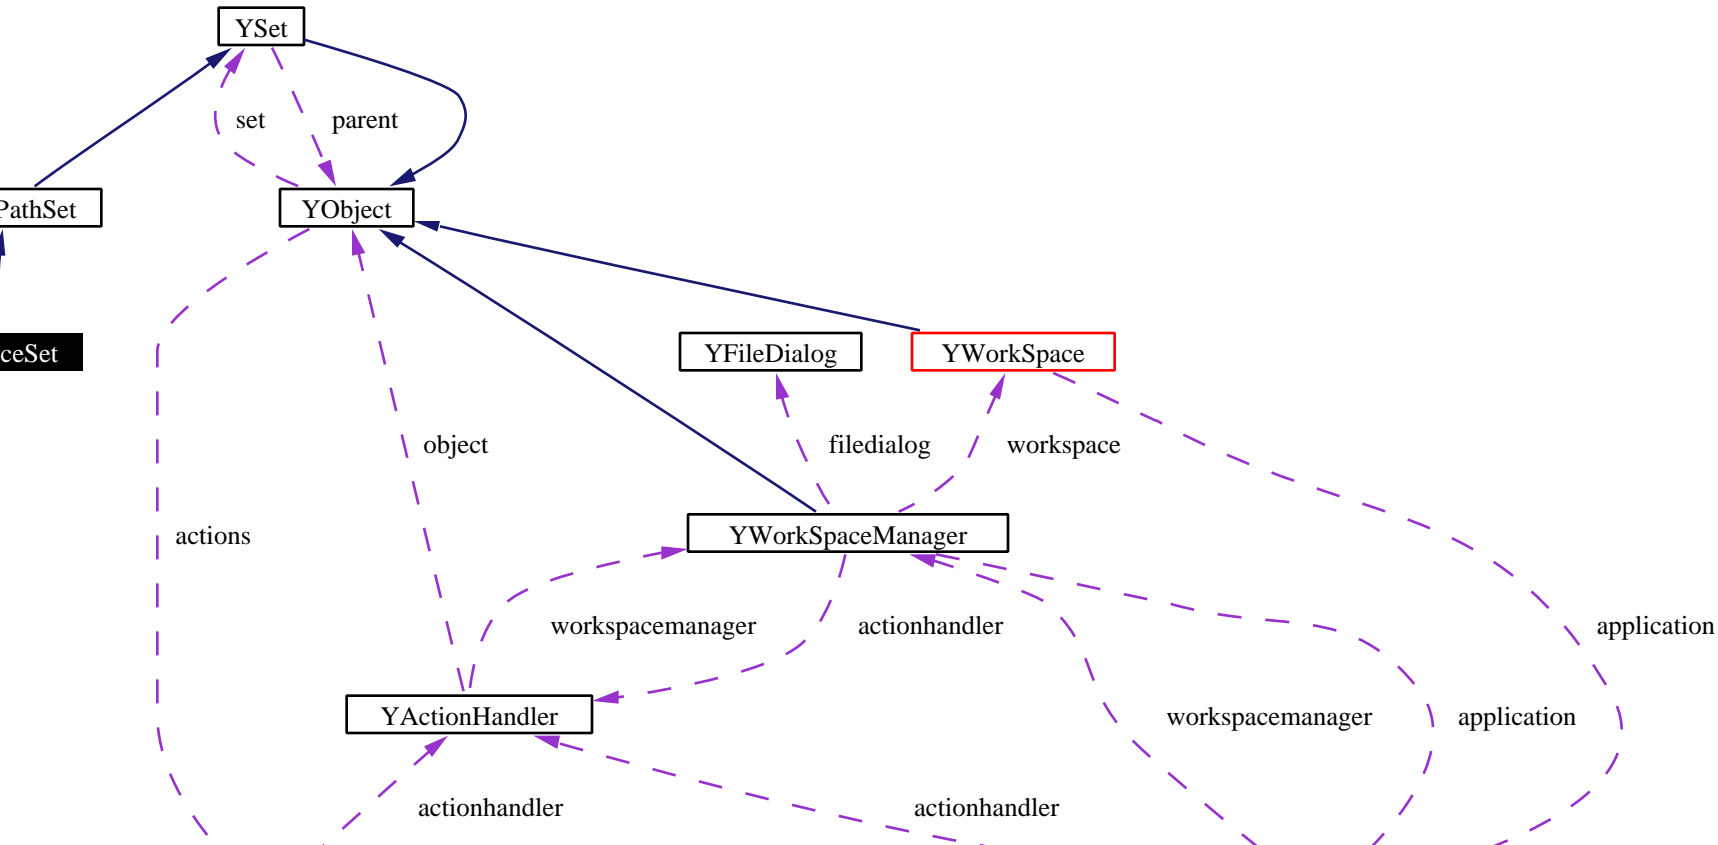 YSet
set
parent
PathSet
YObject
ceSet
YFileDialog
YWorkSpace
object
filedialog
workspace
actions
YWorkSpaceManager
workspacemanager
actionhandler
application
YActionHandler
workspacemanager
application
actionhandler
actionhandler